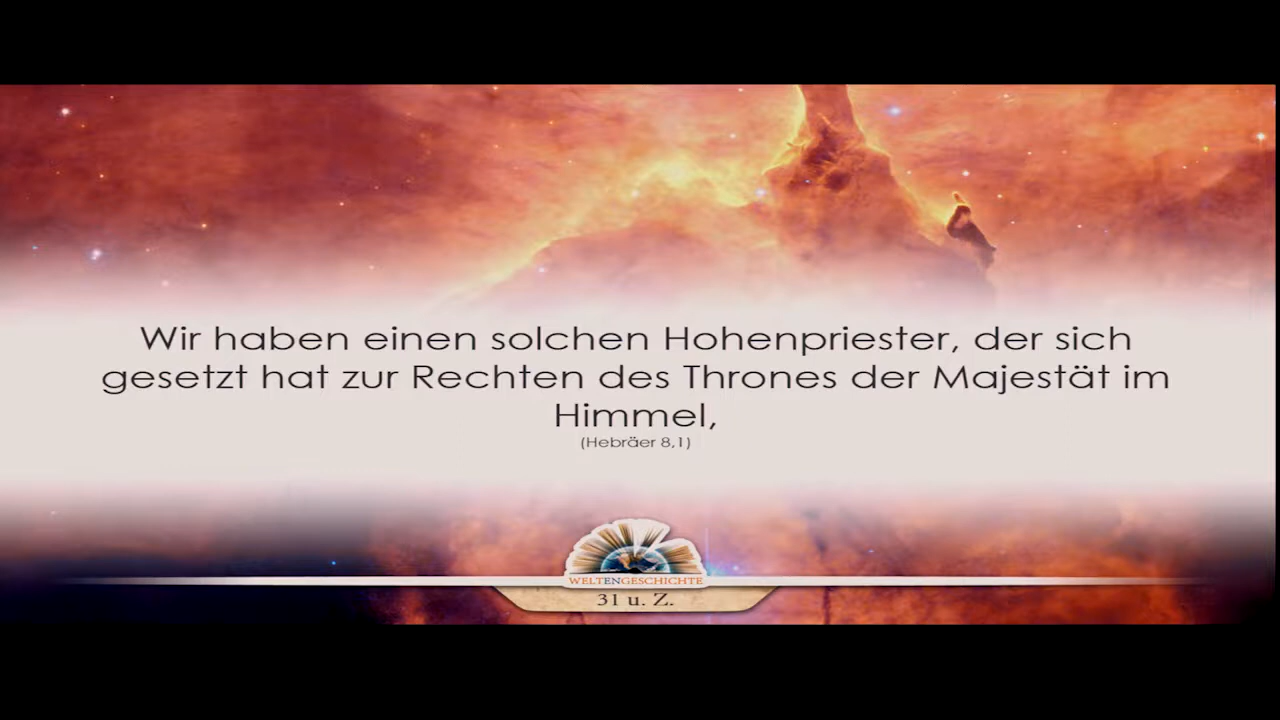 Wir haben einen solchen Hohenpriester, der sich
gesetzt hat zur Rechten des Thrones der Majestät im
Himmel,
(Hebräer 8,1)
WELTENGESCHICHTE
31 u. Z.